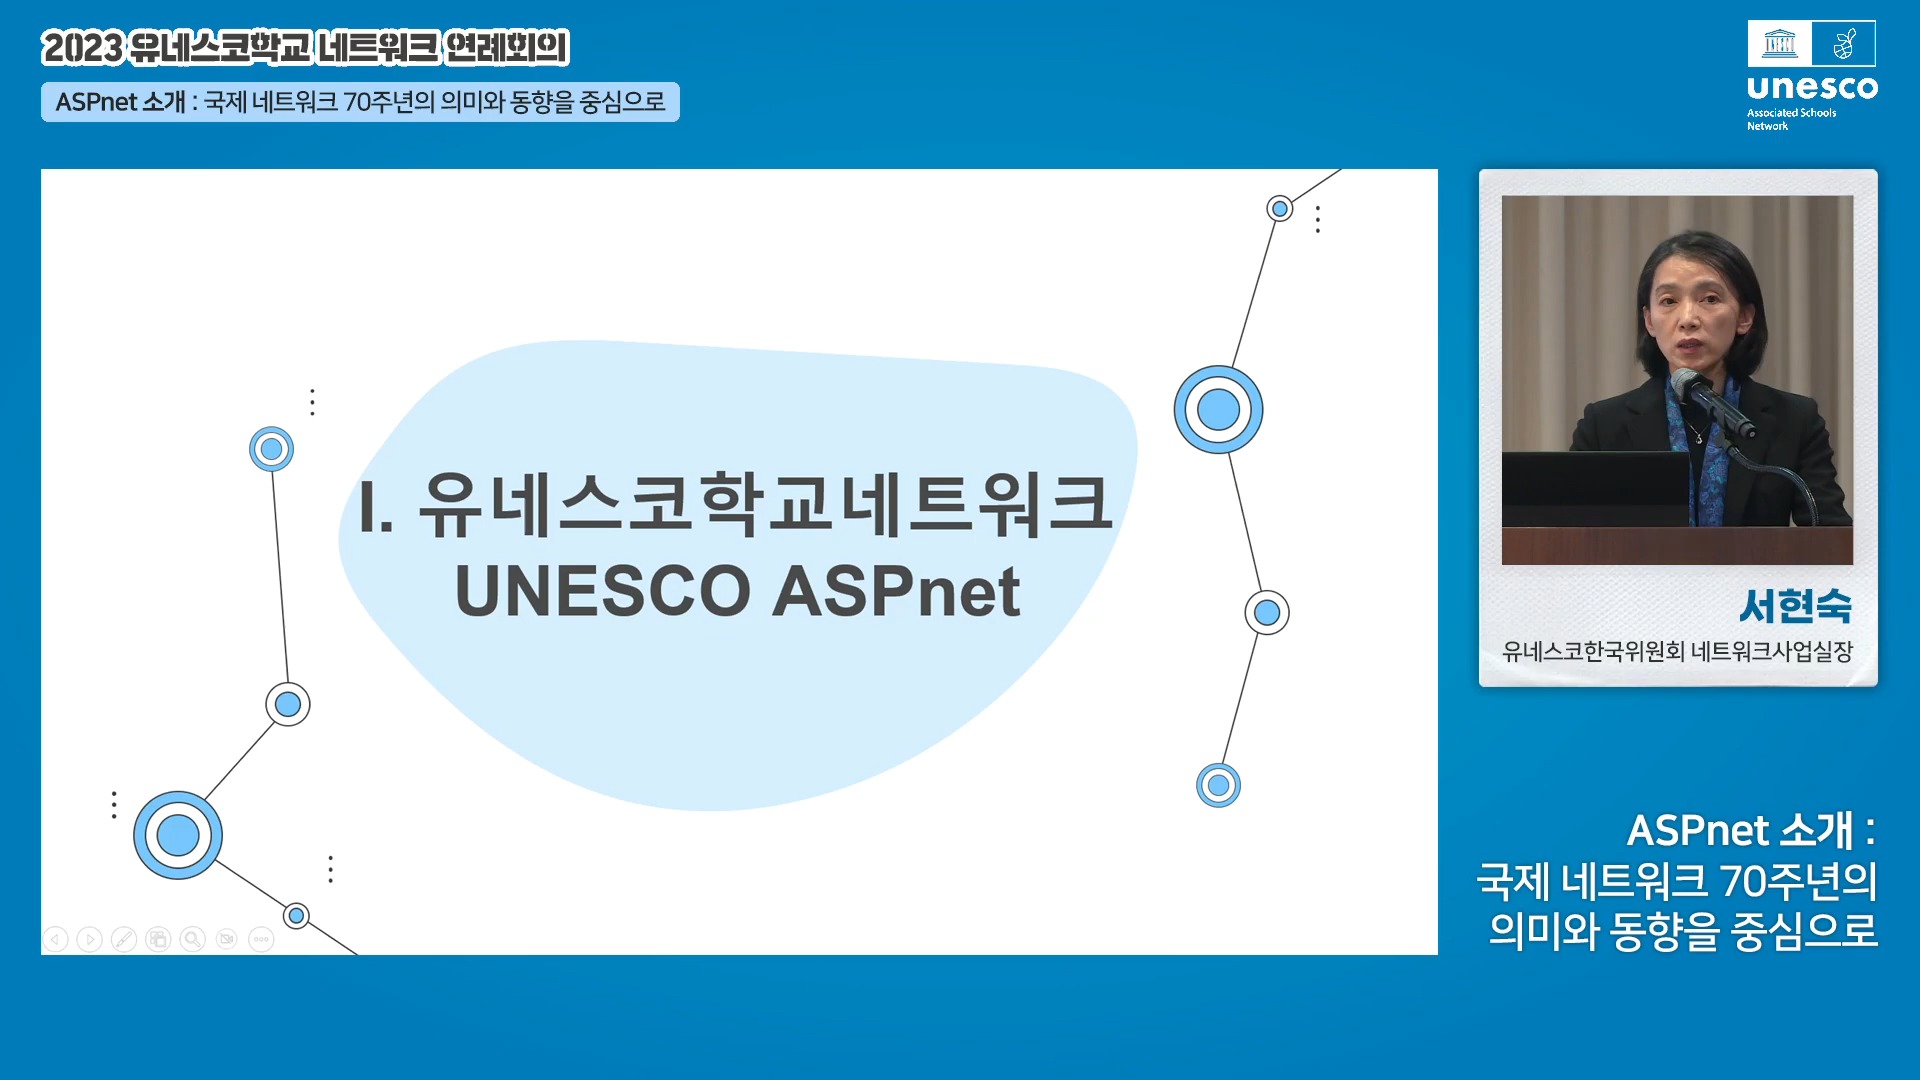 2023 유네스코학교 네트워크 연례회의
ASPnet 소개 : 국제 네트워크 70주년의 의미와 동향을 중심으로
unesco
Associated Schools
Network
I. 유네스코학교네트워크
UNESCO ASPnet
서현숙
유네스코한국위원회 네트워크사업실장
ASPnet 소개 :
국제 네트워크 70주년의
의미와 동향을 중심으로